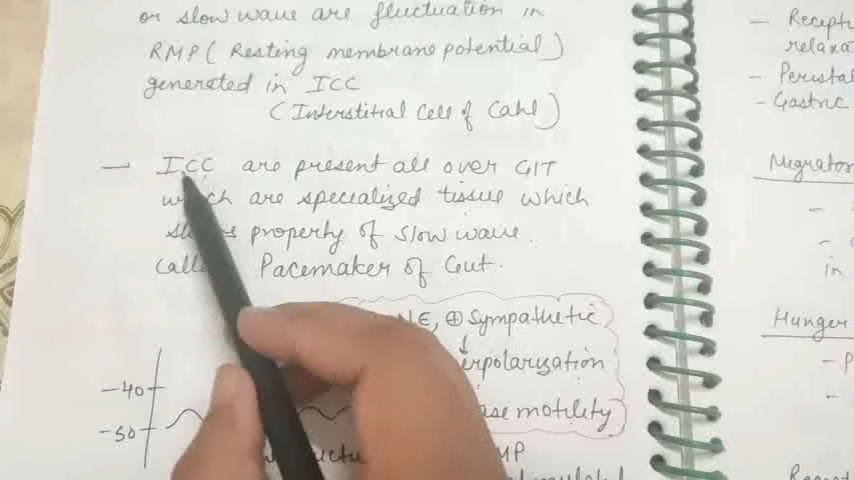 or slow wave are fluctuation in
RMP (Resting membrane potential)
generated in ICC
(Interstitial Cell of Cahl)
— ICC are present all over GIT
which are specialized tissue which
property of slow wave.
Pacemaker of Gut.
NE, ⊕ Sympathetic
↓
erpolarization
ase motility
-40
-50
MP
— Recept
relaxa
— Peristal
- Gastric
Migrator
in
Hunger
- P